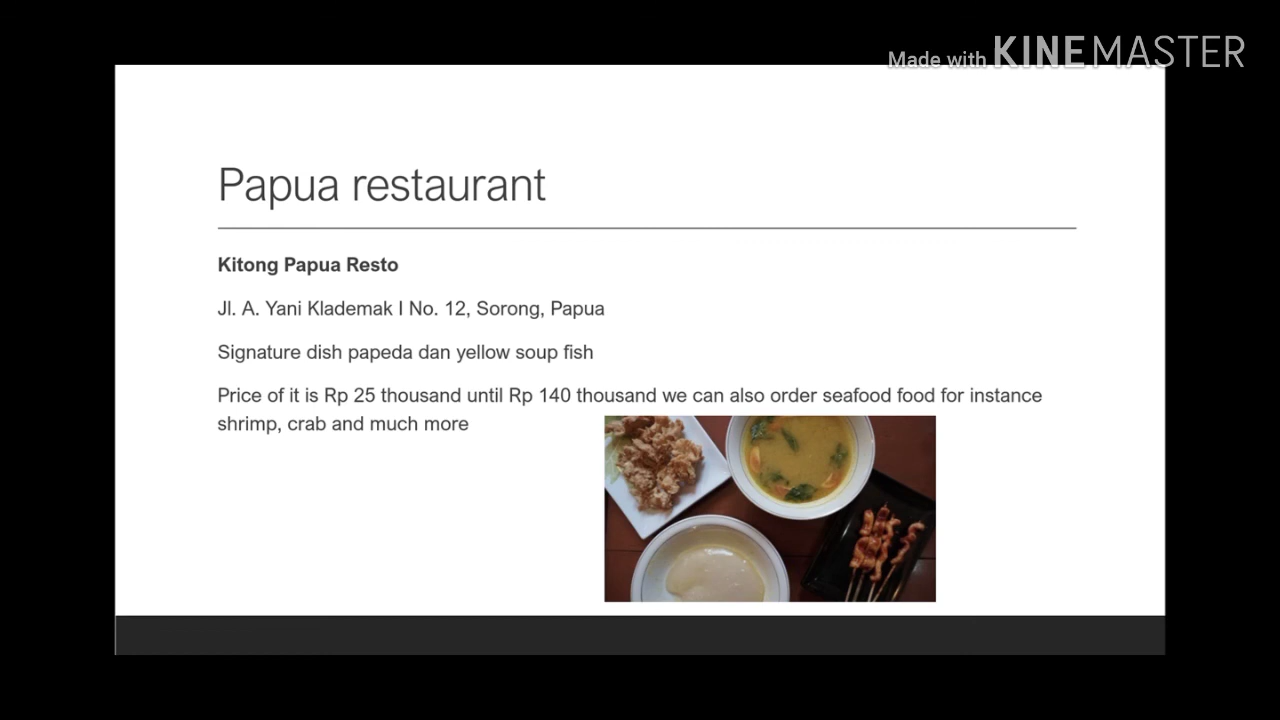 Made with KINEMASTER
Papua restaurant
Kitong Papua Resto
Jl. A. Yani Klademak I No. 12, Sorong, Papua
Signature dish papeda dan yellow soup fish
Price of it is Rp 25 thousand until Rp 140 thousand we can also order seafood food for instance
shrimp, crab and much more